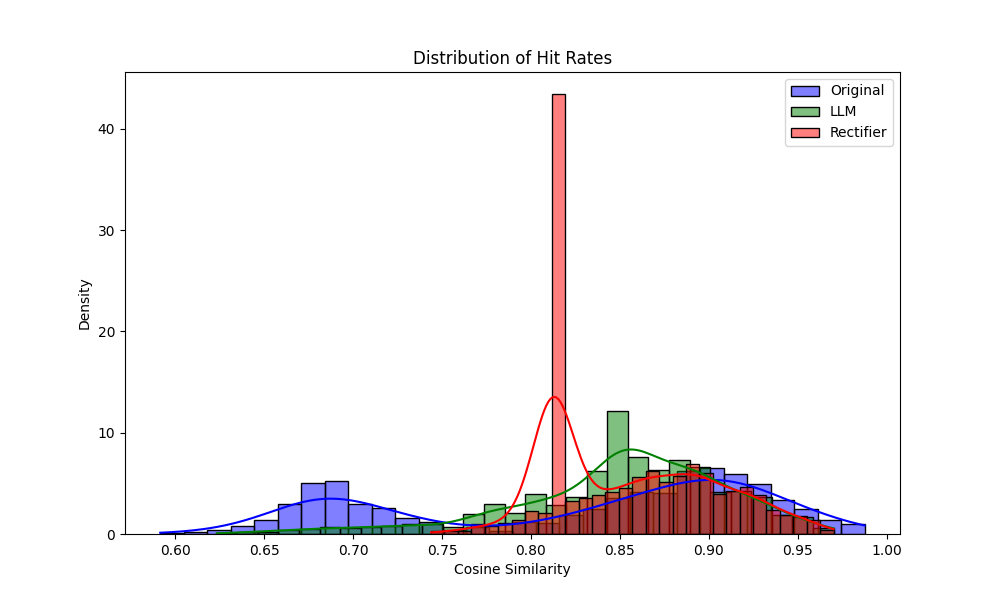 Distribution of Hit Rates
Original
LLM
Rectifier
40
30
20
10
0
Density
0.60 0.65 0.70 0.75 0.80 0.85 0.90 0.95 1.00
Cosine Similarity